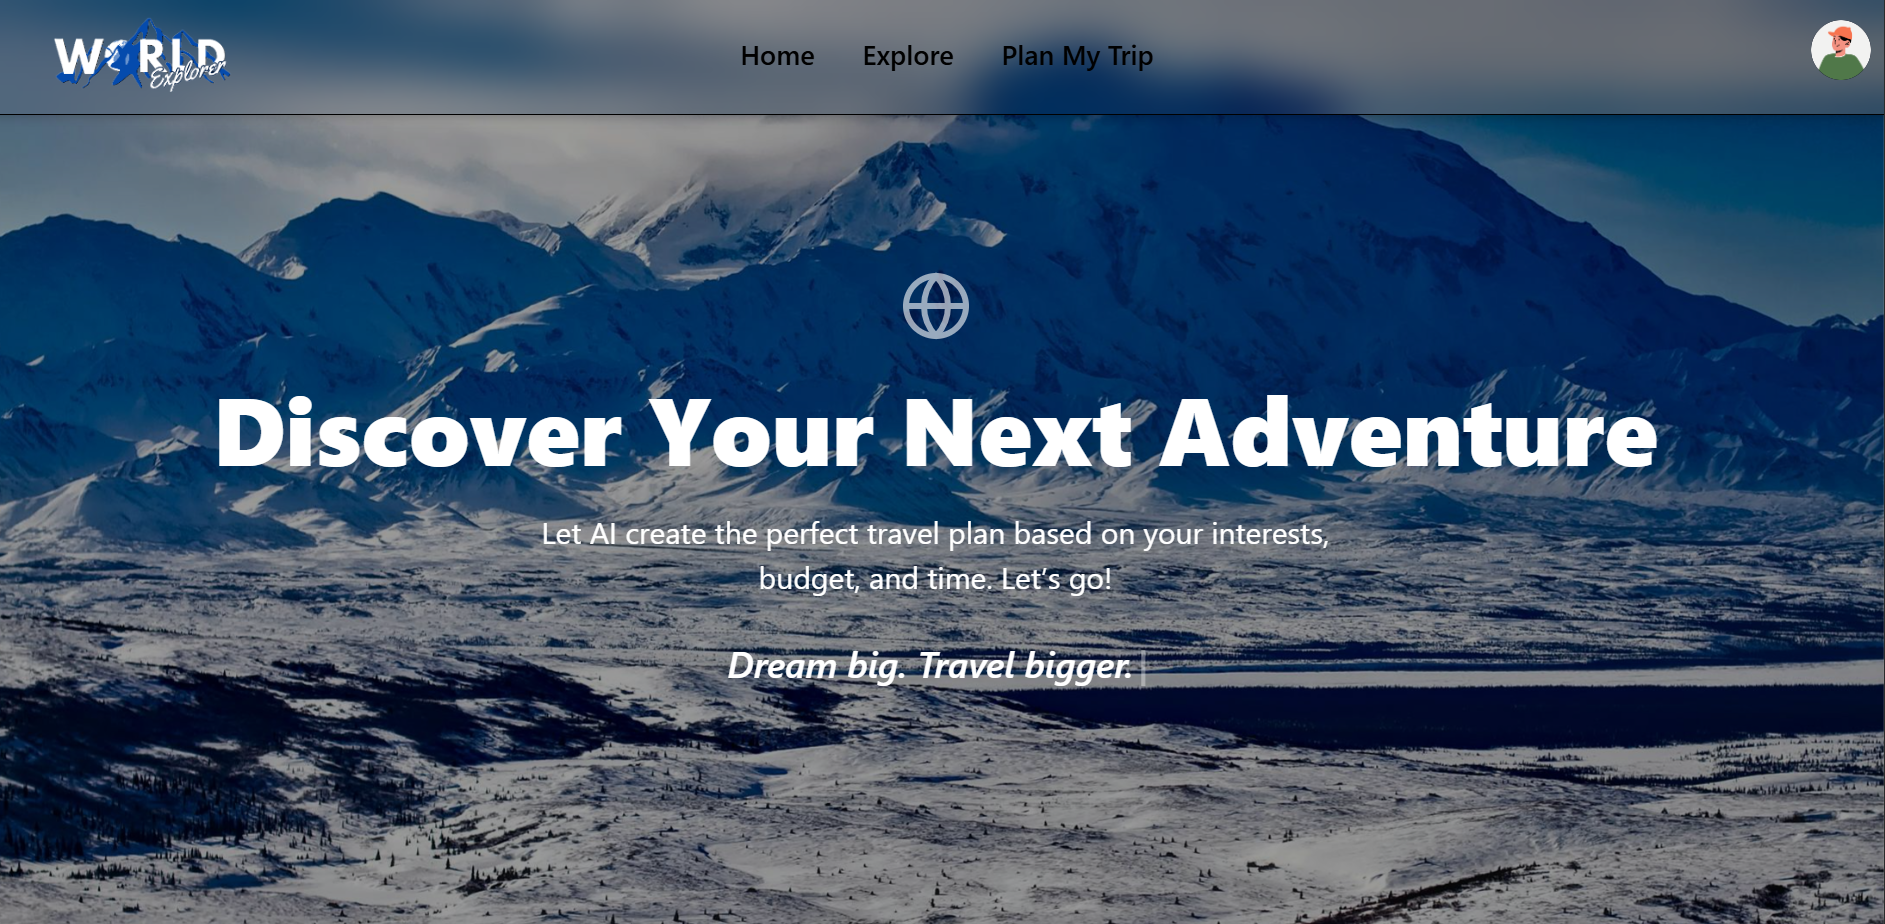 WORLD
Explorer
Home Explore Plan My Trip
Discover Your Next Adventure
Let AI create the perfect travel plan based on your interests,
budget, and time. Let’s go!
Dream big. Travel bigger.